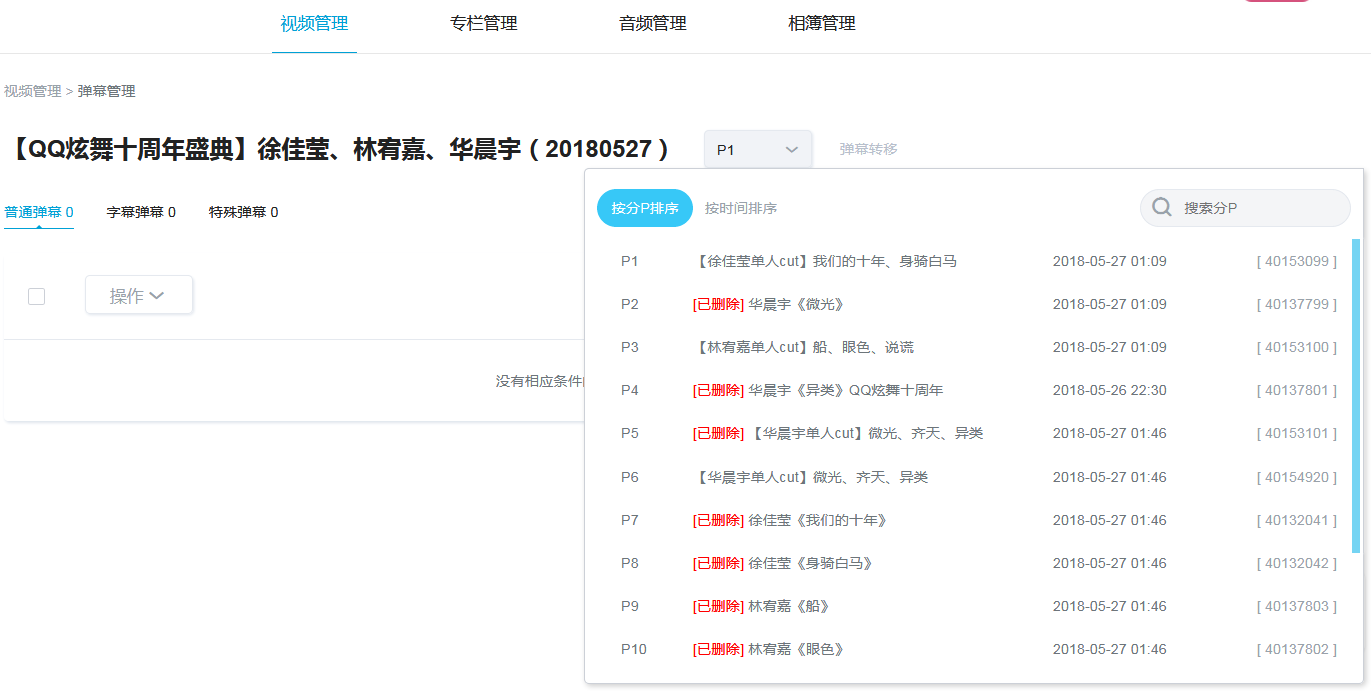 视频管理 专栏管理 音频管理 相簿管理
视频管理 > 弹幕管理
【QQ炫舞十周年盛典】徐佳莹、林宥嘉、华晨宇（20180527） P1 弹幕转移
普通弹幕 0 字幕弹幕 0 特殊弹幕 0
操作
没有相应条件
按分P排序 按时间排序 搜索分P
P1 【徐佳莹单人cut】我们的十年、身骑白马 2018-05-27 01:09 [ 40153099 ]
P2 [已删除] 华晨宇《微光》 2018-05-27 01:09 [ 40137799 ]
P3 【林宥嘉单人cut】船、眼色、说谎 2018-05-27 01:09 [ 40153100 ]
P4 [已删除] 华晨宇《异类》QQ炫舞十周年 2018-05-26 22:30 [ 40137801 ]
P5 [已删除] 【华晨宇单人cut】微光、齐天、异类 2018-05-27 01:46 [ 40153101 ]
P6 【华晨宇单人cut】微光、齐天、异类 2018-05-27 01:46 [ 40154920 ]
P7 [已删除] 徐佳莹《我们的十年》 2018-05-27 01:46 [ 40132041 ]
P8 [已删除] 徐佳莹《身骑白马》 2018-05-27 01:46 [ 40132042 ]
P9 [已删除] 林宥嘉《船》 2018-05-27 01:46 [ 40137803 ]
P10 [已删除] 林宥嘉《眼色》 2018-05-27 01:46 [ 40137802 ]